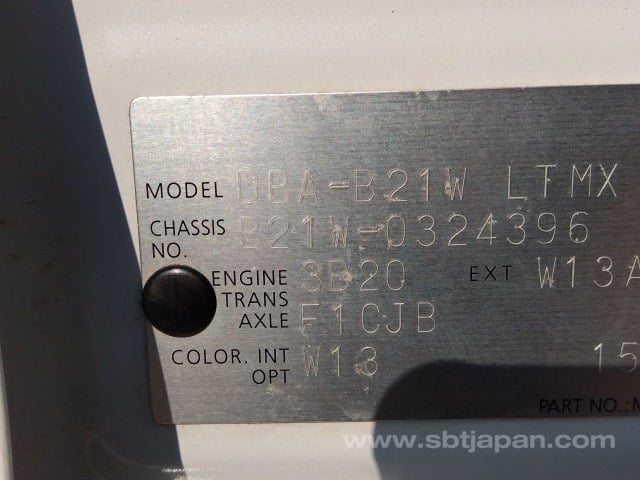 MODEL DBA-B21W LTMX
CHASSIS NO. B21W-0324396
ENGINE 3B20 EXT W13A
TRANS AXLE F1CJB
COLOR. INT W13 15
OPT
PART NO.:M
www.sbtjapan.com